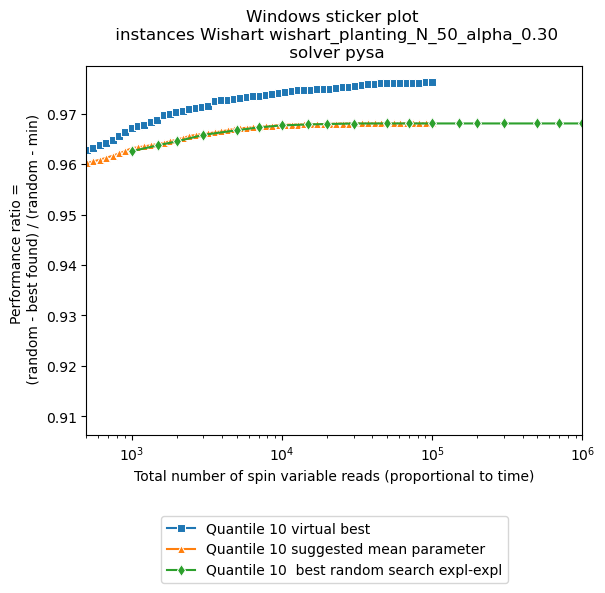 Windows sticker plot
instances Wishart wishart_planting_N_50_alpha_0.30
solver pysa
Performance ratio =
(random - best found) / (random - min)
0.97
0.96
0.95
0.94
0.93
0.92
0.91
10³
10⁴
10⁵
10⁶
Total number of spin variable reads (proportional to time)
Quantile 10 virtual best
Quantile 10 suggested mean parameter
Quantile 10  best random search expl-expl